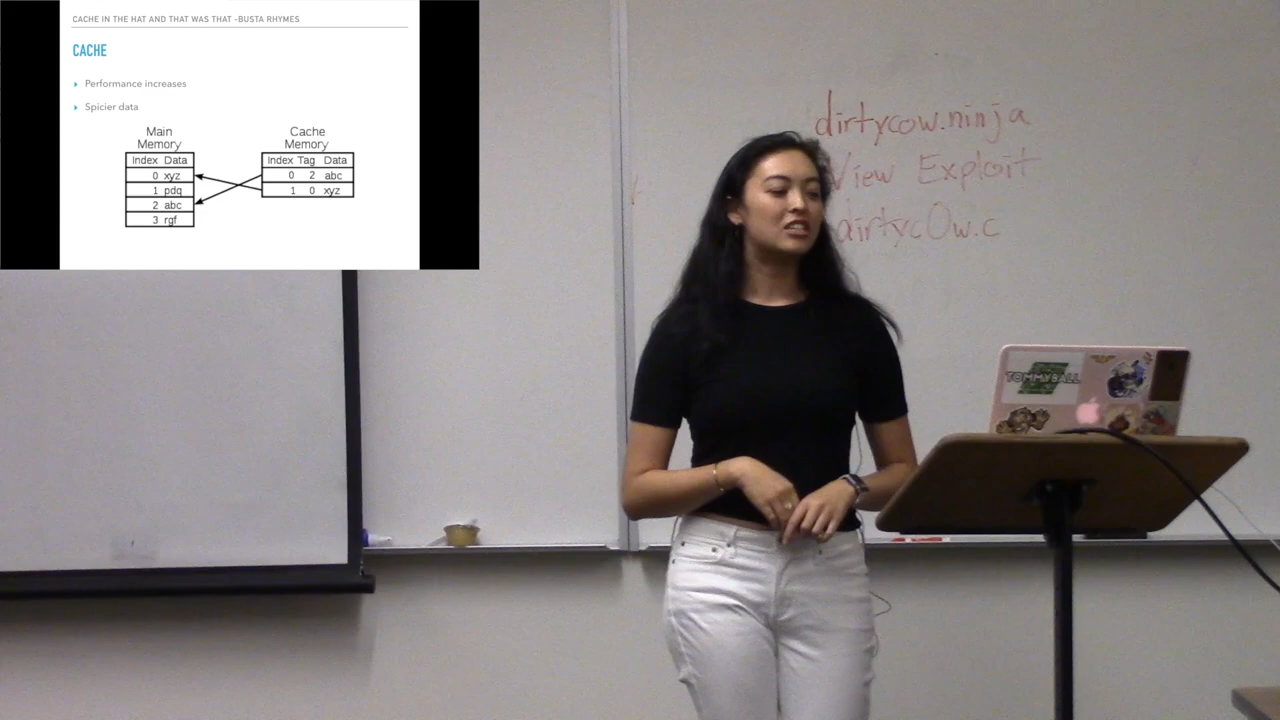 CACHE IN THE HAT AND THAT WAS THAT -BUSTA RHYMES
CACHE
Performance increases
Spicier data
Main Memory
Index Data
0 xyz
1 pdq
2 abc
3 rgf
Cache Memory
Index Tag Data
0 2 abc
1 0 xyz
dirtycow.ninja
View Exploit
dirtyc0w.c
TOMMYBALL